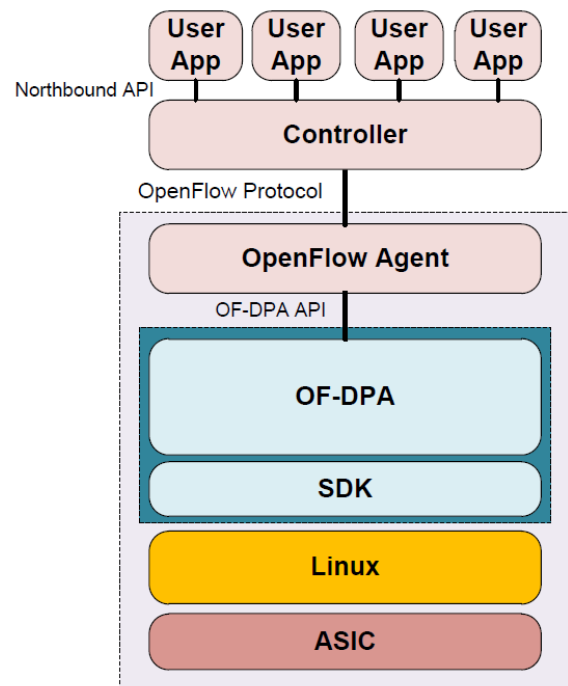 User User User User
App App App App
Northbound API
Controller
OpenFlow Protocol
OpenFlow Agent
OF-DPA API
OF-DPA
SDK
Linux
ASIC